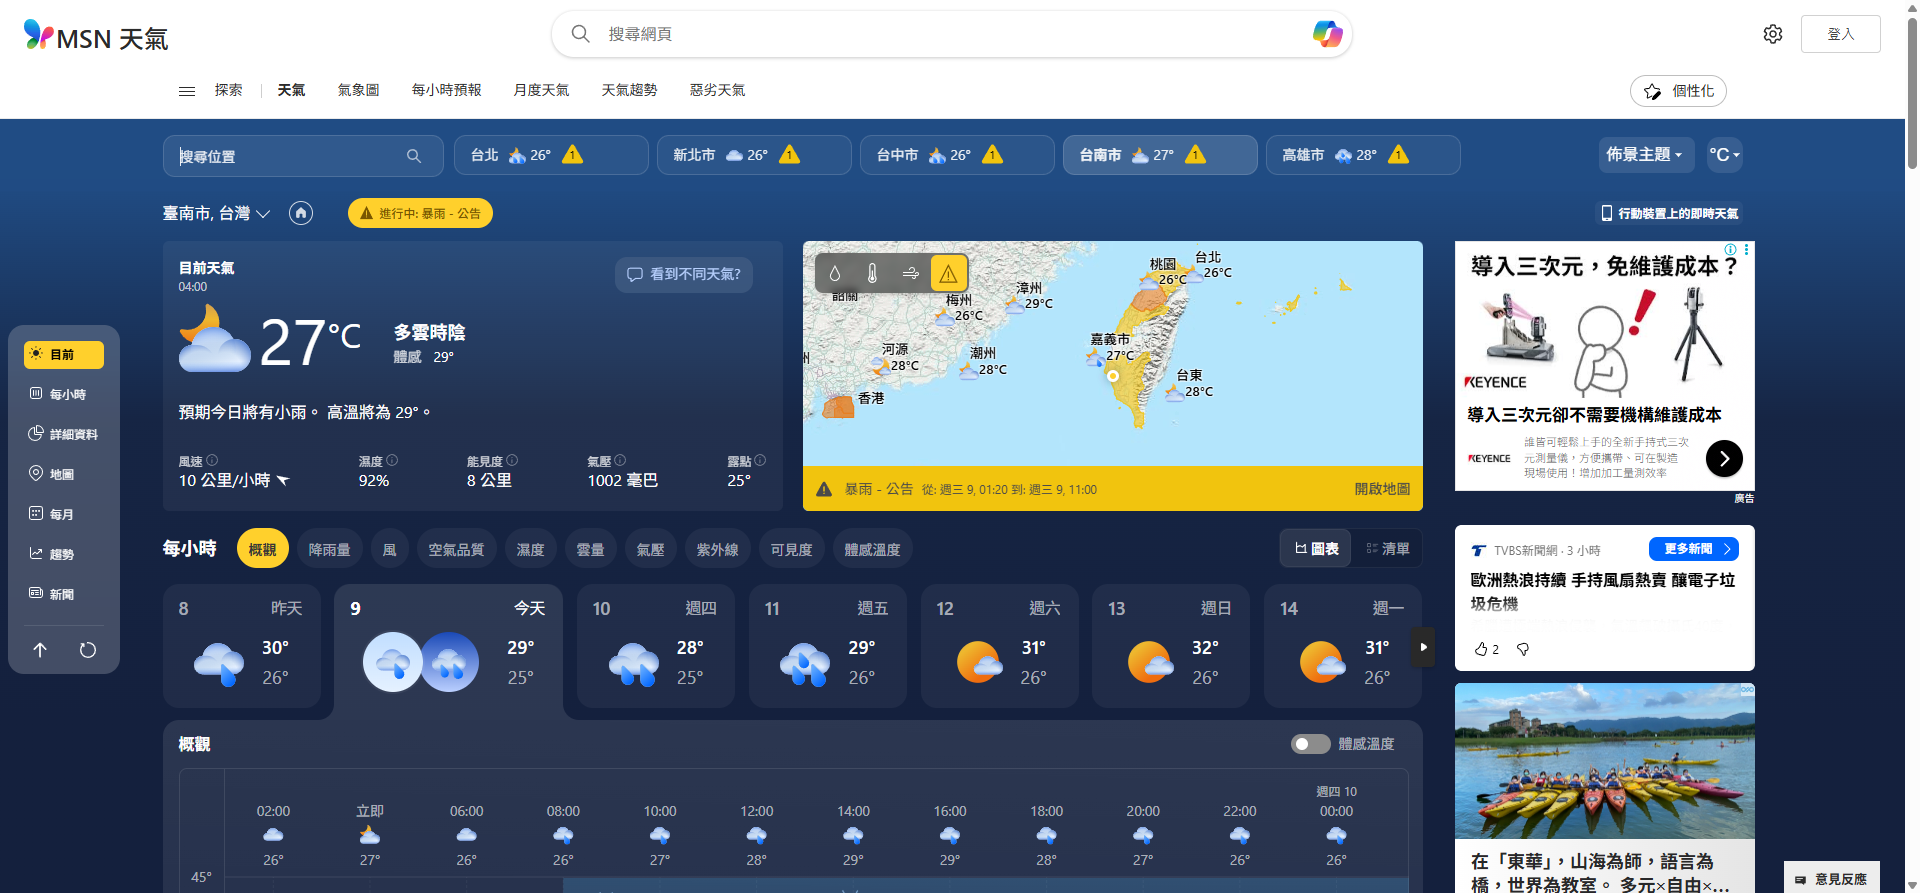 MSN 天氣
搜尋網頁
登入
探索
天氣
氣象圖
每小時預報
月度天氣
天氣趨勢
惡劣天氣
個性化
搜尋位置
台北 26° 1
新北市 26° 1
台中市 26° 1
台南市 27° 1
高雄市 28° 1
佈景主題
°C
臺南市, 台灣
進行中: 暴雨 - 公告
行動裝置上的即時天氣
目前天氣
04:00
看到不同天氣?
27°C
多雲時陰
體感 29°
預期今日將有小雨。 高溫將為 29°。
風速
10 公里/小時
濕度
92%
能見度
8 公里
氣壓
1002 毫巴
露點
25°
韶關
梅州
26°C
漳州
29°C
桃園
26°C
台北
26°C
河源
28°C
潮州
28°C
嘉義市
27°C
台東
28°C
香港
州
暴雨 - 公告 從: 週三 9, 01:20 到: 週三 9, 11:00
開啟地圖
目前
每小時
詳細資料
地圖
每月
趨勢
新聞
每小時
概觀
降雨量
風
空氣品質
濕度
雲量
氣壓
紫外線
可見度
體感溫度
圖表
清單
8 昨天
30°
26°
9 今天
29°
25°
10 週四
28°
25°
11 週五
29°
26°
12 週六
31°
26°
13 週日
32°
26°
14 週一
31°
26°
概觀
體感溫度
週四 10
02:00 立即 06:00 08:00 10:00 12:00 14:00 16:00 18:00 20:00 22:00 00:00
26° 27° 26° 26° 27° 28° 29° 29° 28° 27° 26° 26°
45°
導入三次元，免維護成本？
KEYENCE
導入三次元卻不需要機構維護成本
KEYENCE
誰皆可輕鬆上手的全新手持式三次
元測量儀，方便攜帶、可在製造
現場使用！增加加工量測效率
廣告
TVBS新聞網 · 3 小時
更多新聞
歐洲熱浪持續 手持風扇熱賣 釀電子垃
圾危機
2
在「東華」，山海為師，語言為
橋，世界為教室。 多元×自由×...
意見反應